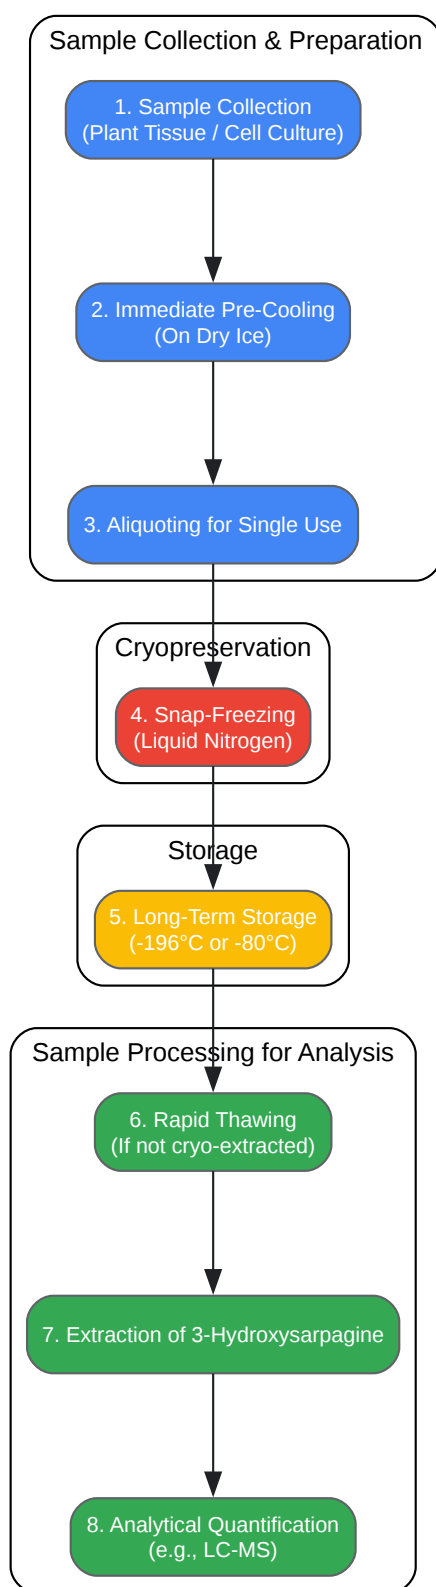 Sample Collection & Preparation
1. Sample Collection
(Plant Tissue / Cell Culture)
2. Immediate Pre-Cooling
(On Dry Ice)
3. Aliquoting for Single Use
Cryopreservation
4. Snap-Freezing
(Liquid Nitrogen)
Storage
5. Long-Term Storage
(-196°C or -80°C)
Sample Processing for Analysis
6. Rapid Thawing
(If not cryo-extracted)
7. Extraction of 3-Hydroxysarpagine
8. Analytical Quantification
(e.g., LC-MS)